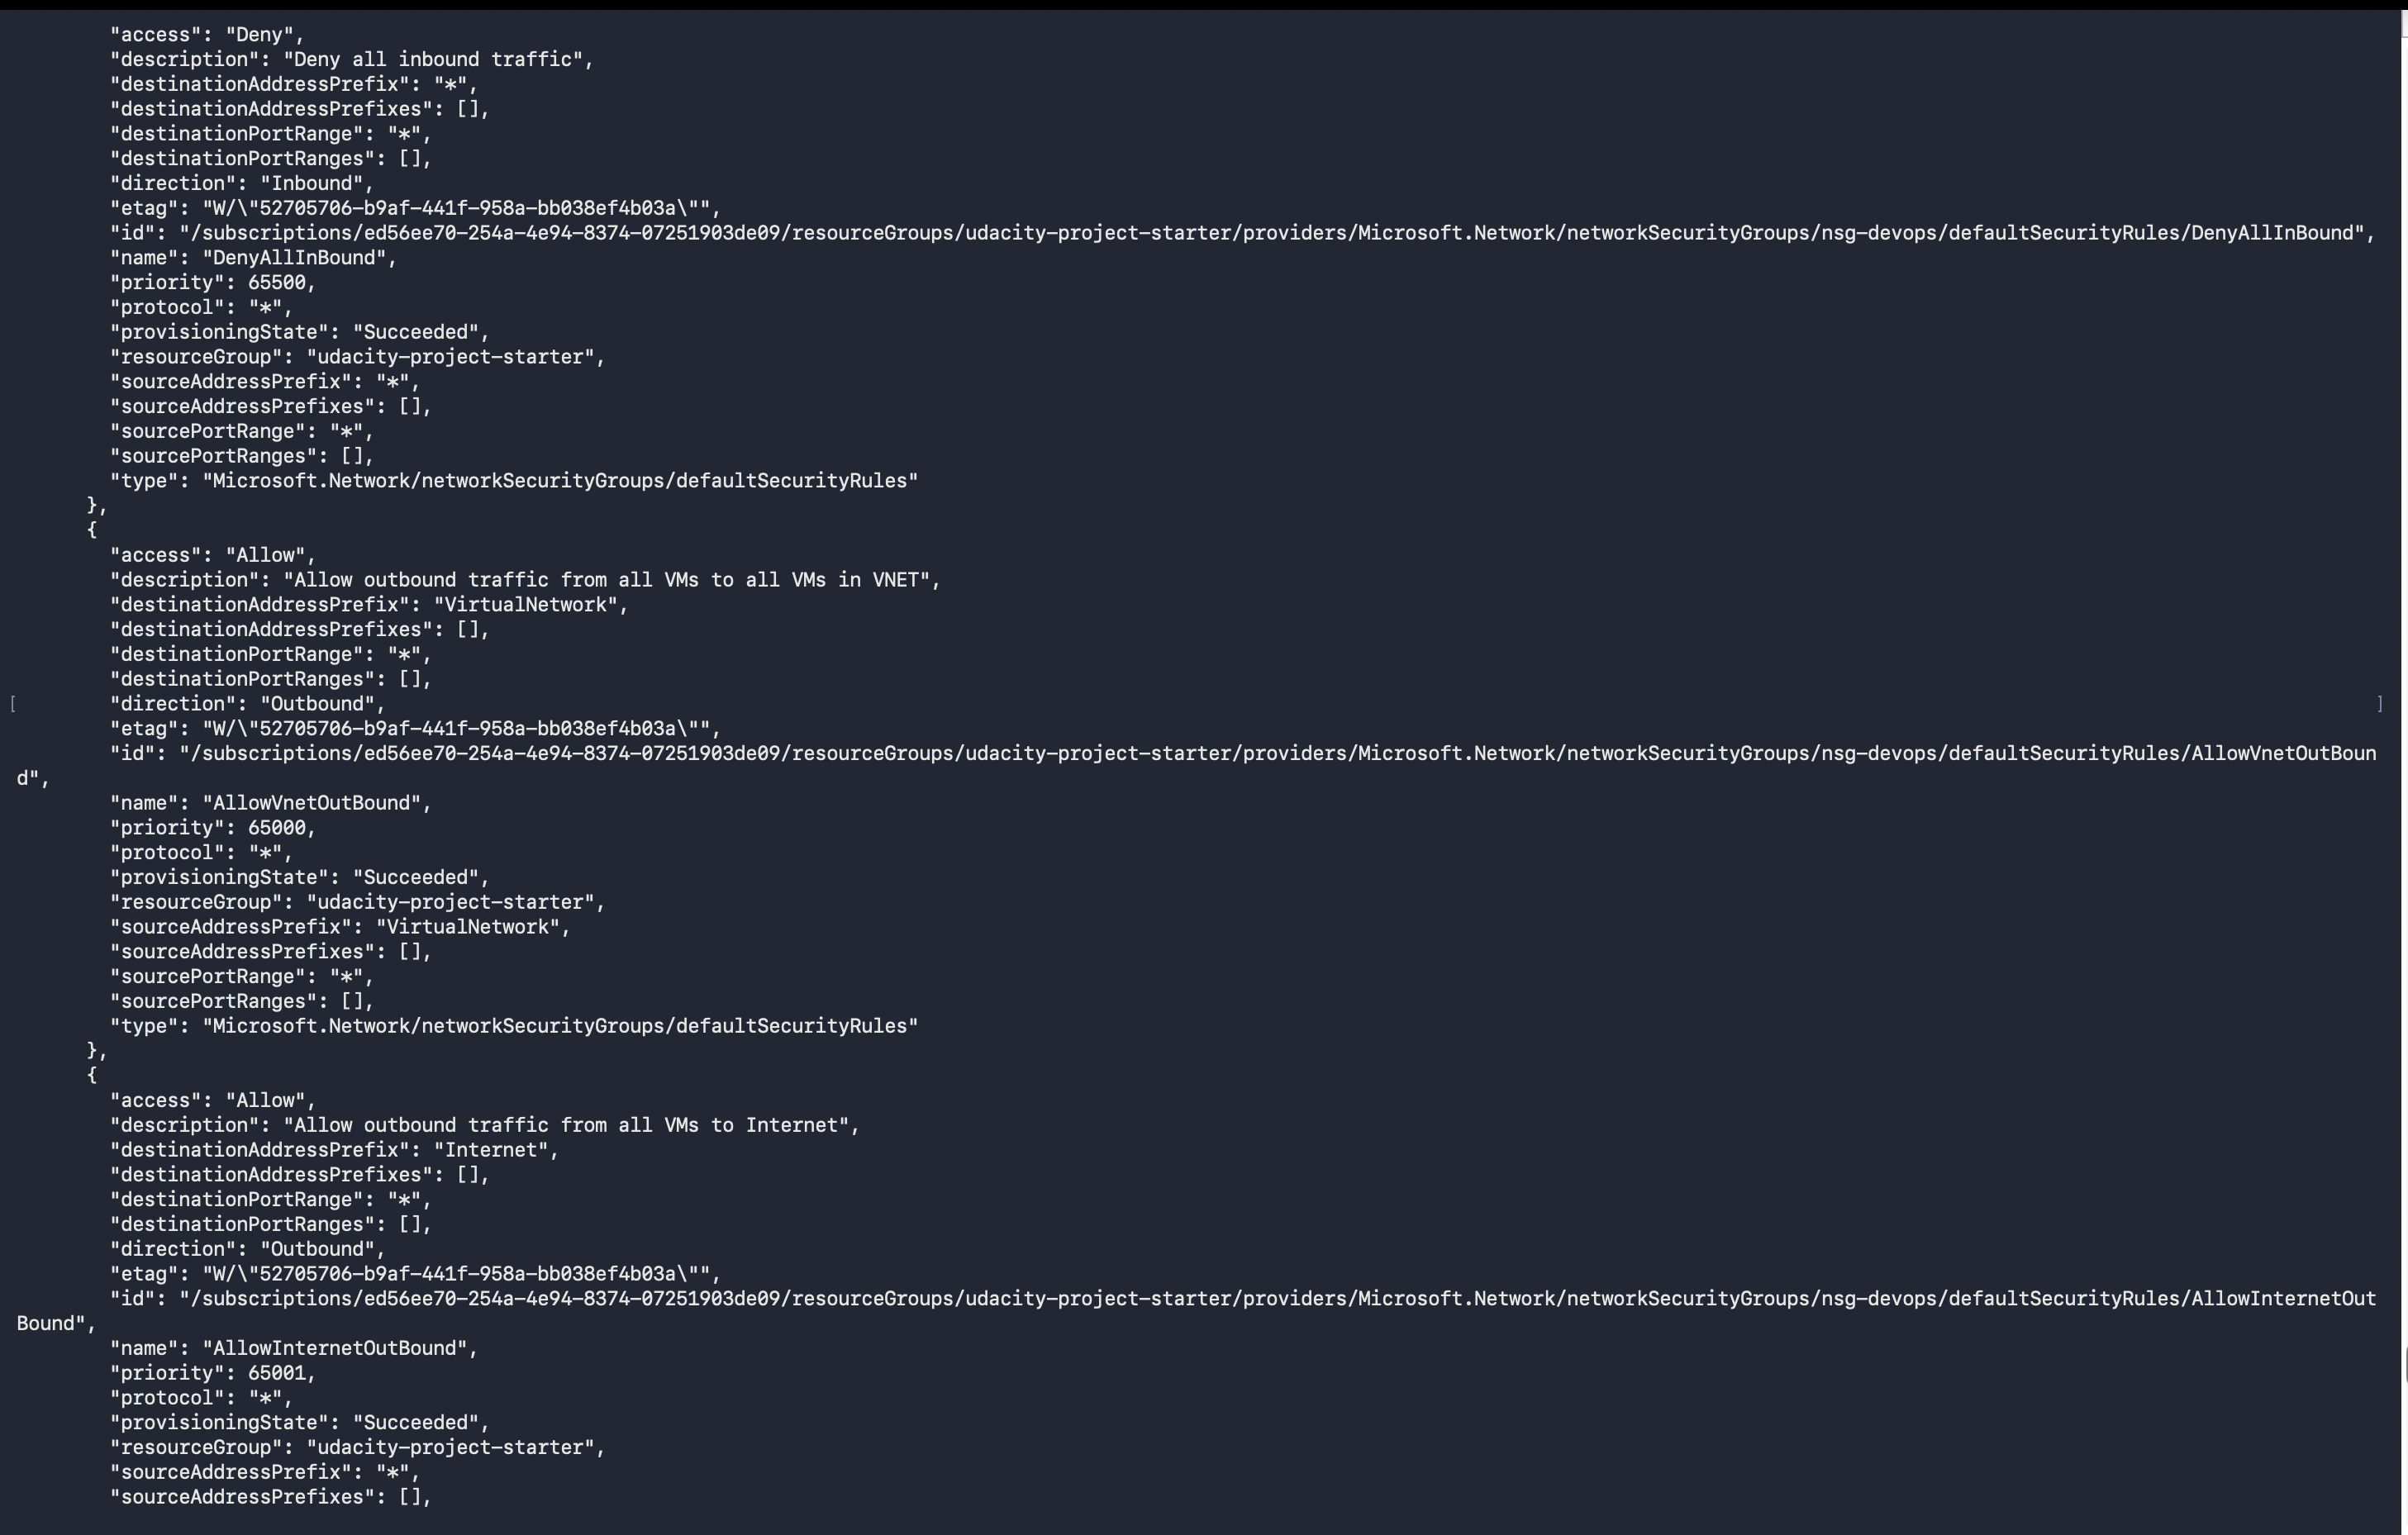 "access": "Deny",
"description": "Deny all inbound traffic",
"destinationAddressPrefix": "*",
"destinationAddressPrefixes": [],
"destinationPortRange": "*",
"destinationPortRanges": [],
"direction": "Inbound",
"etag": "W/\"52705706-b9af-441f-958a-bb038ef4b03a\"",
"id": "/subscriptions/ed56ee70-254a-4e94-8374-07251903de09/resourceGroups/udacity-project-starter/providers/Microsoft.Network/networkSecurityGroups/nsg-devops/defaultSecurityRules/DenyAllInBound",
"name": "DenyAllInBound",
"priority": 65500,
"protocol": "*",
"provisioningState": "Succeeded",
"resourceGroup": "udacity-project-starter",
"sourceAddressPrefix": "*",
"sourceAddressPrefixes": [],
"sourcePortRange": "*",
"sourcePortRanges": [],
"type": "Microsoft.Network/networkSecurityGroups/defaultSecurityRules"
},
{
"access": "Allow",
"description": "Allow outbound traffic from all VMs to all VMs in VNET",
"destinationAddressPrefix": "VirtualNetwork",
"destinationAddressPrefixes": [],
"destinationPortRange": "*",
"destinationPortRanges": [],
[ "direction": "Outbound", ]
"etag": "W/\"52705706-b9af-441f-958a-bb038ef4b03a\"",
"id": "/subscriptions/ed56ee70-254a-4e94-8374-07251903de09/resourceGroups/udacity-project-starter/providers/Microsoft.Network/networkSecurityGroups/nsg-devops/defaultSecurityRules/AllowVnetOutBoun
d",
"name": "AllowVnetOutBound",
"priority": 65000,
"protocol": "*",
"provisioningState": "Succeeded",
"resourceGroup": "udacity-project-starter",
"sourceAddressPrefix": "VirtualNetwork",
"sourceAddressPrefixes": [],
"sourcePortRange": "*",
"sourcePortRanges": [],
"type": "Microsoft.Network/networkSecurityGroups/defaultSecurityRules"
},
{
"access": "Allow",
"description": "Allow outbound traffic from all VMs to Internet",
"destinationAddressPrefix": "Internet",
"destinationAddressPrefixes": [],
"destinationPortRange": "*",
"destinationPortRanges": [],
"direction": "Outbound",
"etag": "W/\"52705706-b9af-441f-958a-bb038ef4b03a\"",
"id": "/subscriptions/ed56ee70-254a-4e94-8374-07251903de09/resourceGroups/udacity-project-starter/providers/Microsoft.Network/networkSecurityGroups/nsg-devops/defaultSecurityRules/AllowInternetOut
Bound",
"name": "AllowInternetOutBound",
"priority": 65001,
"protocol": "*",
"provisioningState": "Succeeded",
"resourceGroup": "udacity-project-starter",
"sourceAddressPrefix": "*",
"sourceAddressPrefixes": [],